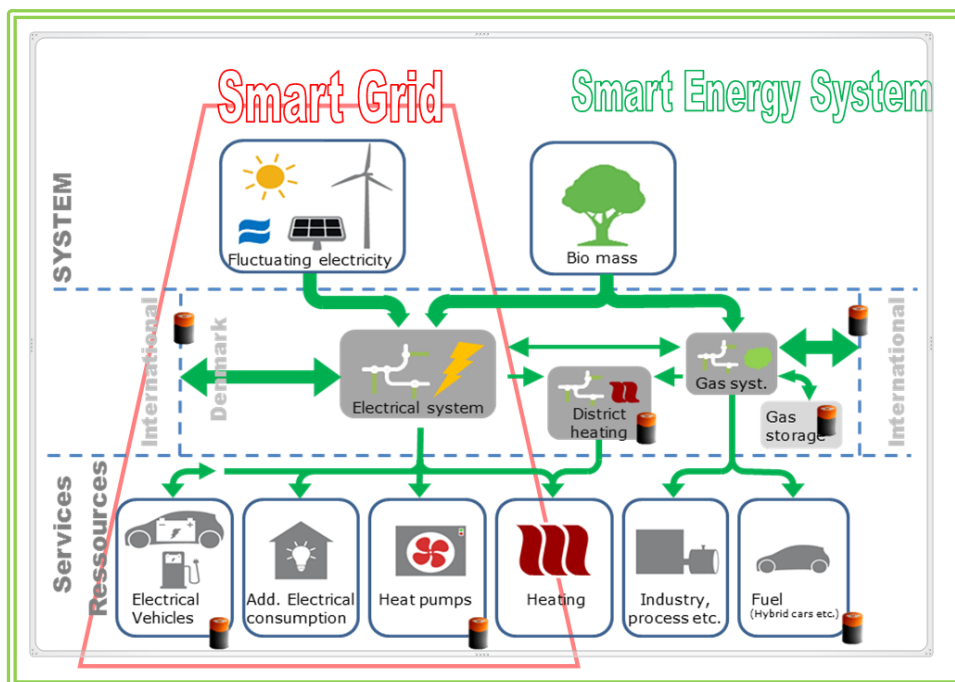 Smart Grid
Smart Energy System
SYSTEM
Fluctuating electricity
Bio mass
International
Denmark
Electrical system
District
heating
Gas syst.
Gas
storage
International
Services
Ressources
Electrical
Vehicles
Add. Electrical
consumption
Heat pumps
Heating
Industry,
process etc.
Fuel
(Hybrid cars etc.)